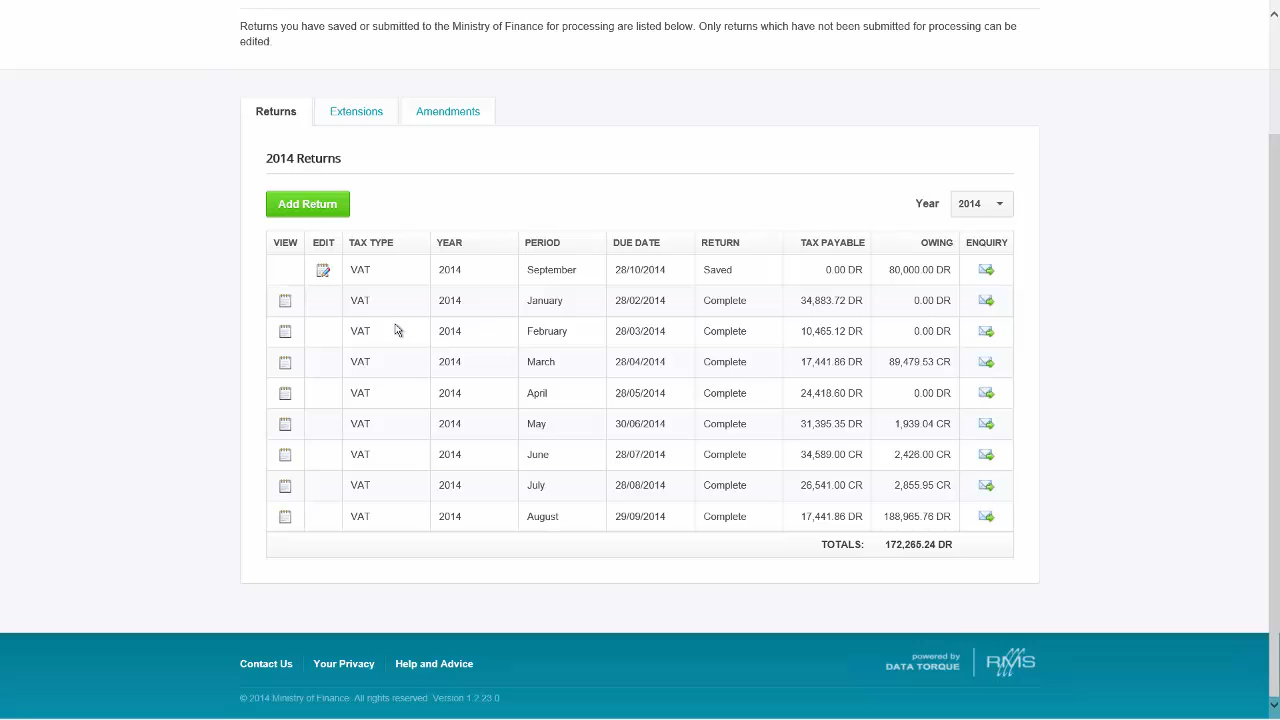 Returns you have saved or submitted to the Ministry of Finance for processing are listed below. Only returns which have not been submitted for processing can be
edited.
Returns Extensions Amendments
2014 Returns
Add Return Year 2014
VIEW EDIT TAX TYPE YEAR PERIOD DUE DATE RETURN TAX PAYABLE OWING ENQUIRY
VAT 2014 September 28/10/2014 Saved 0.00 DR 80,000.00 DR
VAT 2014 January 28/02/2014 Complete 34,883.72 DR 0.00 DR
VAT 2014 February 28/03/2014 Complete 10,465.12 DR 0.00 DR
VAT 2014 March 28/04/2014 Complete 17,441.86 DR 89,479.53 CR
VAT 2014 April 28/05/2014 Complete 24,418.60 DR 0.00 DR
VAT 2014 May 30/06/2014 Complete 31,395.35 DR 1,939.04 CR
VAT 2014 June 28/07/2014 Complete 34,589.00 CR 2,426.00 CR
VAT 2014 July 28/08/2014 Complete 26,541.00 CR 2,855.95 CR
VAT 2014 August 29/09/2014 Complete 17,441.86 DR 188,965.76 DR
TOTALS: 172,265.24 DR
Contact Us Your Privacy Help and Advice
powered by
DATA TORQUE RMS
© 2014 Ministry of Finance. All rights reserved. Version 1.2.23.0